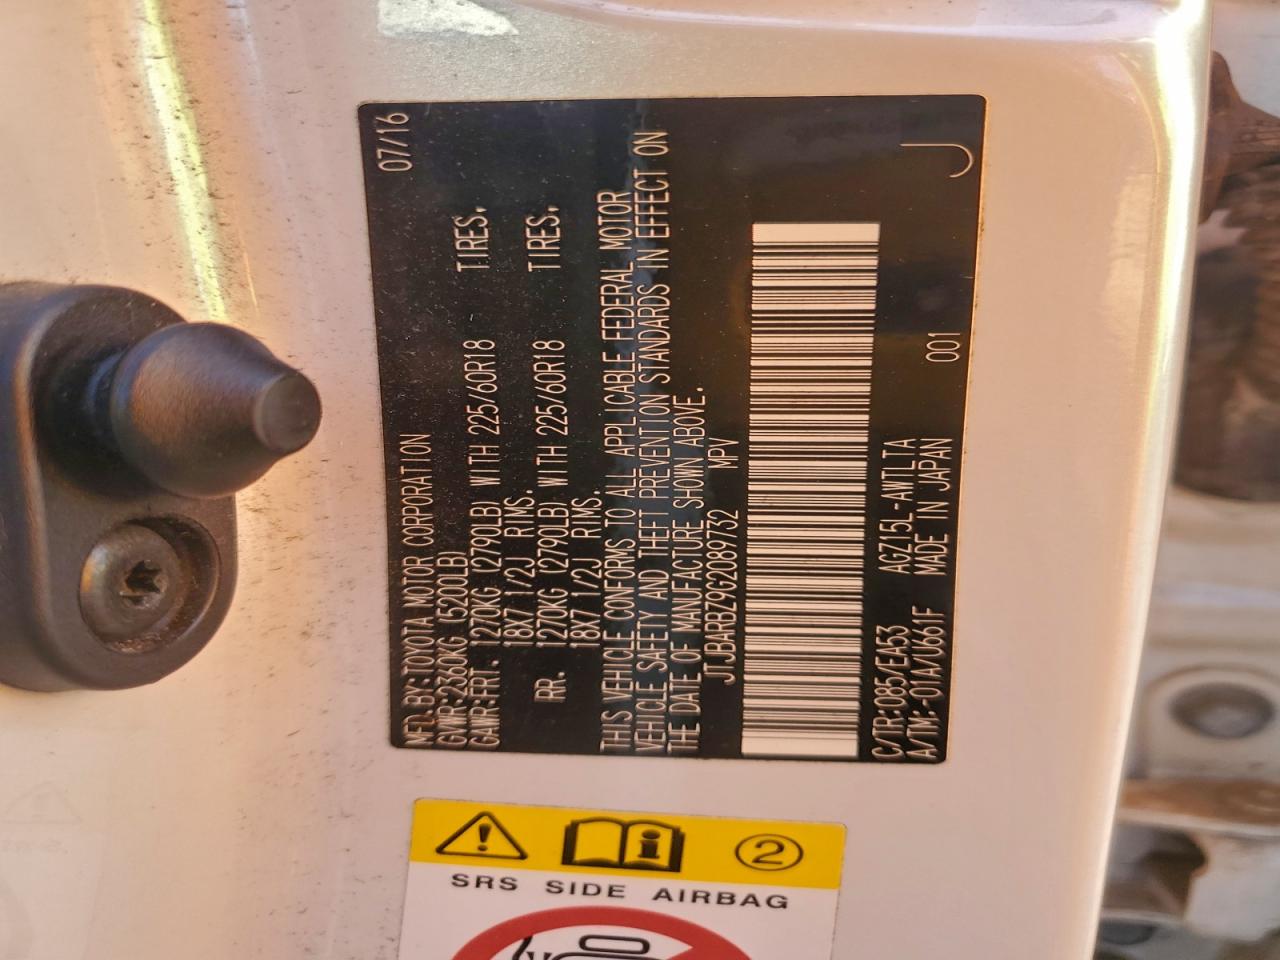 07/16
MFD.BY:TOYOTA MOTOR CORPORATION
GVWR:2360KG (5200LB)
GAWR:FRT. 1270KG (2790LB) WITH 225/60R18 TIRES.
18X7 1/2J RIMS.
RR. 1270KG (2790LB) WITH 225/60R18 TIRES.
18X7 1/2J RIMS.
THIS VEHICLE CONFORMS TO ALL APPLICABLE FEDERAL MOTOR
VEHICLE SAFETY AND THEFT PREVENTION STANDARDS IN EFFECT ON
THE DATE OF MANUFACTURE SHOWN ABOVE.
JTJBARBZ9G2089732 MPV
C/TR:085/EA33 AGZ15L-AWTLTA
A/TM:-01A/U661F MADE IN JAPAN 001
J
2
SRS SIDE AIRBAG